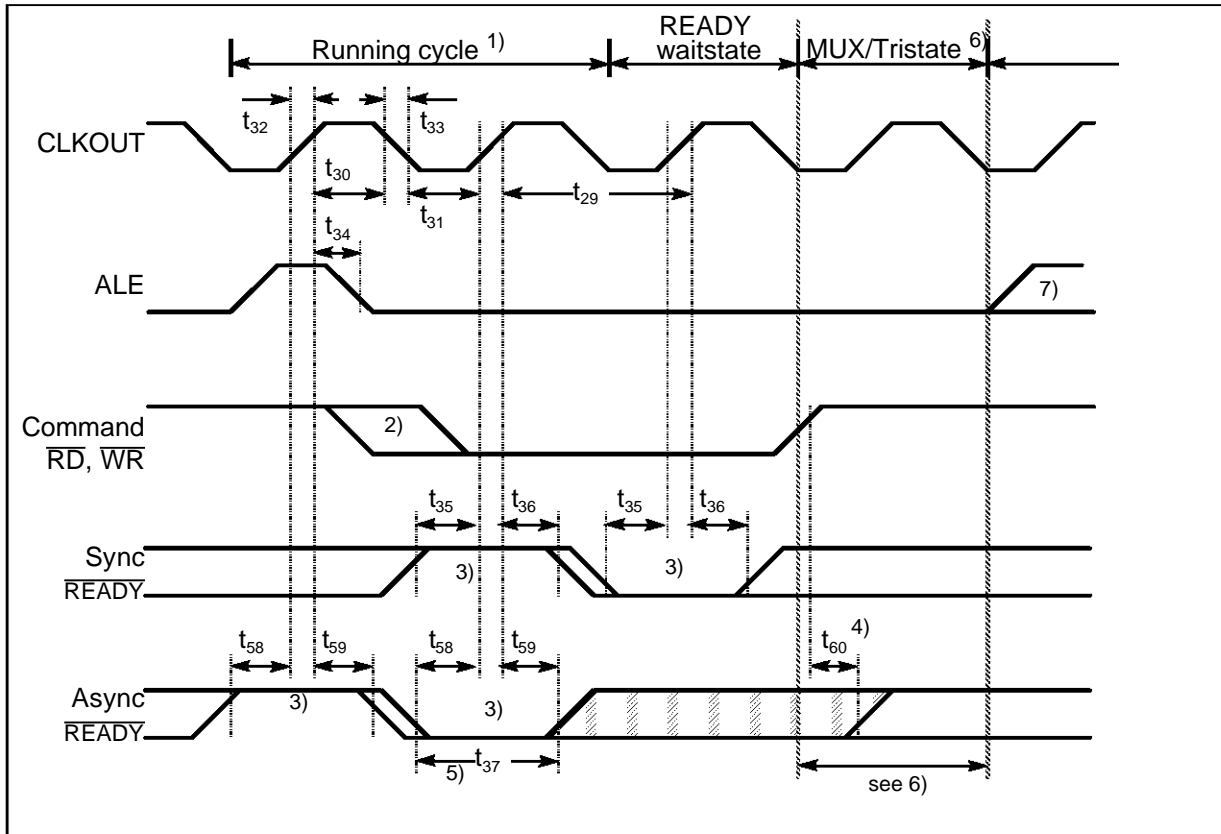 Running cycle 1)
READY
waitstate
MUX/Tristate 6)
t32
t33
CLKOUT
t30
t31
t29
t34
ALE
7)
Command
RD, WR
2)
t35
t36
t35
t36
Sync
READY
3)
3)
t58
t59
t58
t59
t60 4)
Async
READY
3)
3)
5)
t37
see 6)